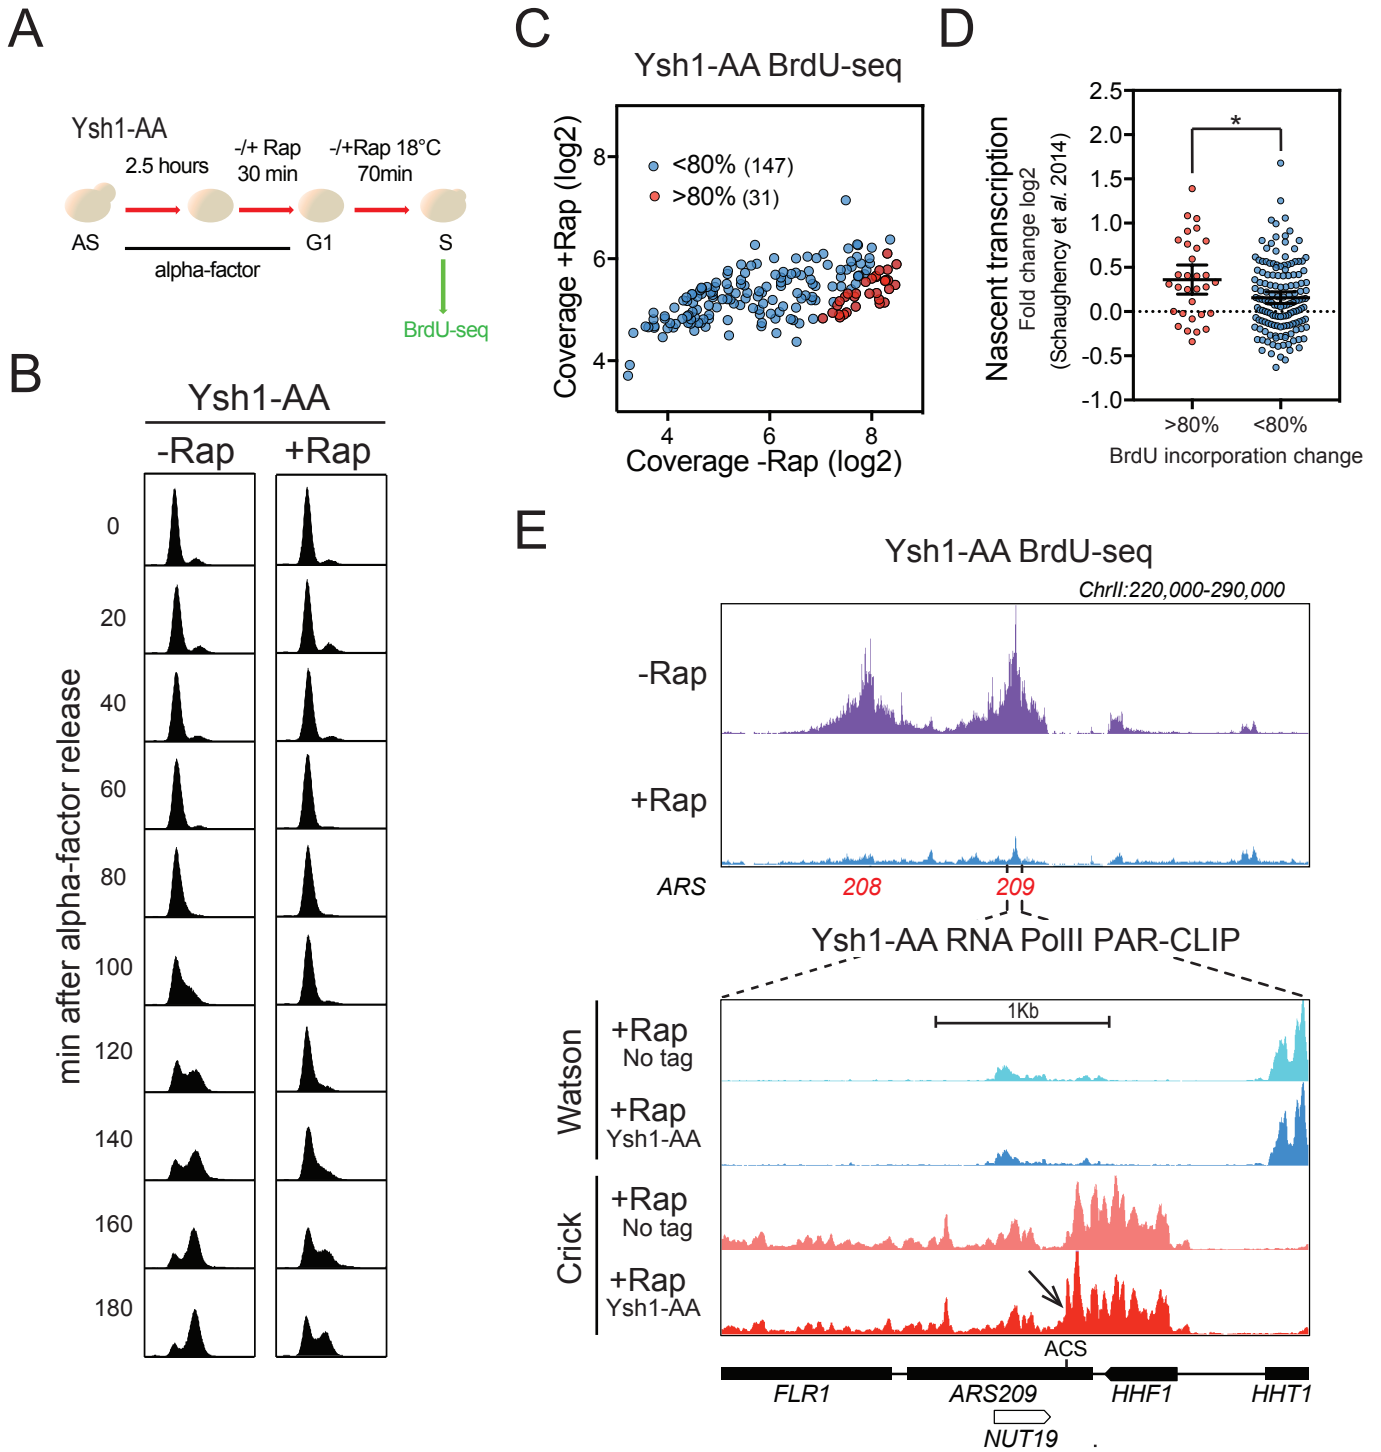 A
Ysh1-AA
2.5 hours
-/+ Rap
30 min
-/+Rap 18°C
70min
AS
G1
S
alpha-factor
BrdU-seq
B
Ysh1-AA
-Rap
+Rap
min after alpha-factor release
0
20
40
60
80
100
120
140
160
180
C
Ysh1-AA BrdU-seq
Coverage +Rap (log2)
<80% (147)
>80% (31)
8
6
4
4 6 8
Coverage -Rap (log2)
D
Nascent transcription
Fold change log2
(Schaughency et al. 2014)
*
2.5
2.0
1.5
1.0
0.5
0.0
-0.5
-1.0
>80% <80%
BrdU incorporation change
E
Ysh1-AA BrdU-seq
ChrII:220,000-290,000
-Rap
+Rap
ARS 208 209
Ysh1-AA RNA PolII PAR-CLIP
1Kb
Watson
+Rap
No tag
+Rap
Ysh1-AA
Crick
+Rap
No tag
+Rap
Ysh1-AA
ACS
FLR1 ARS209 HHF1 HHT1
NUT19 .